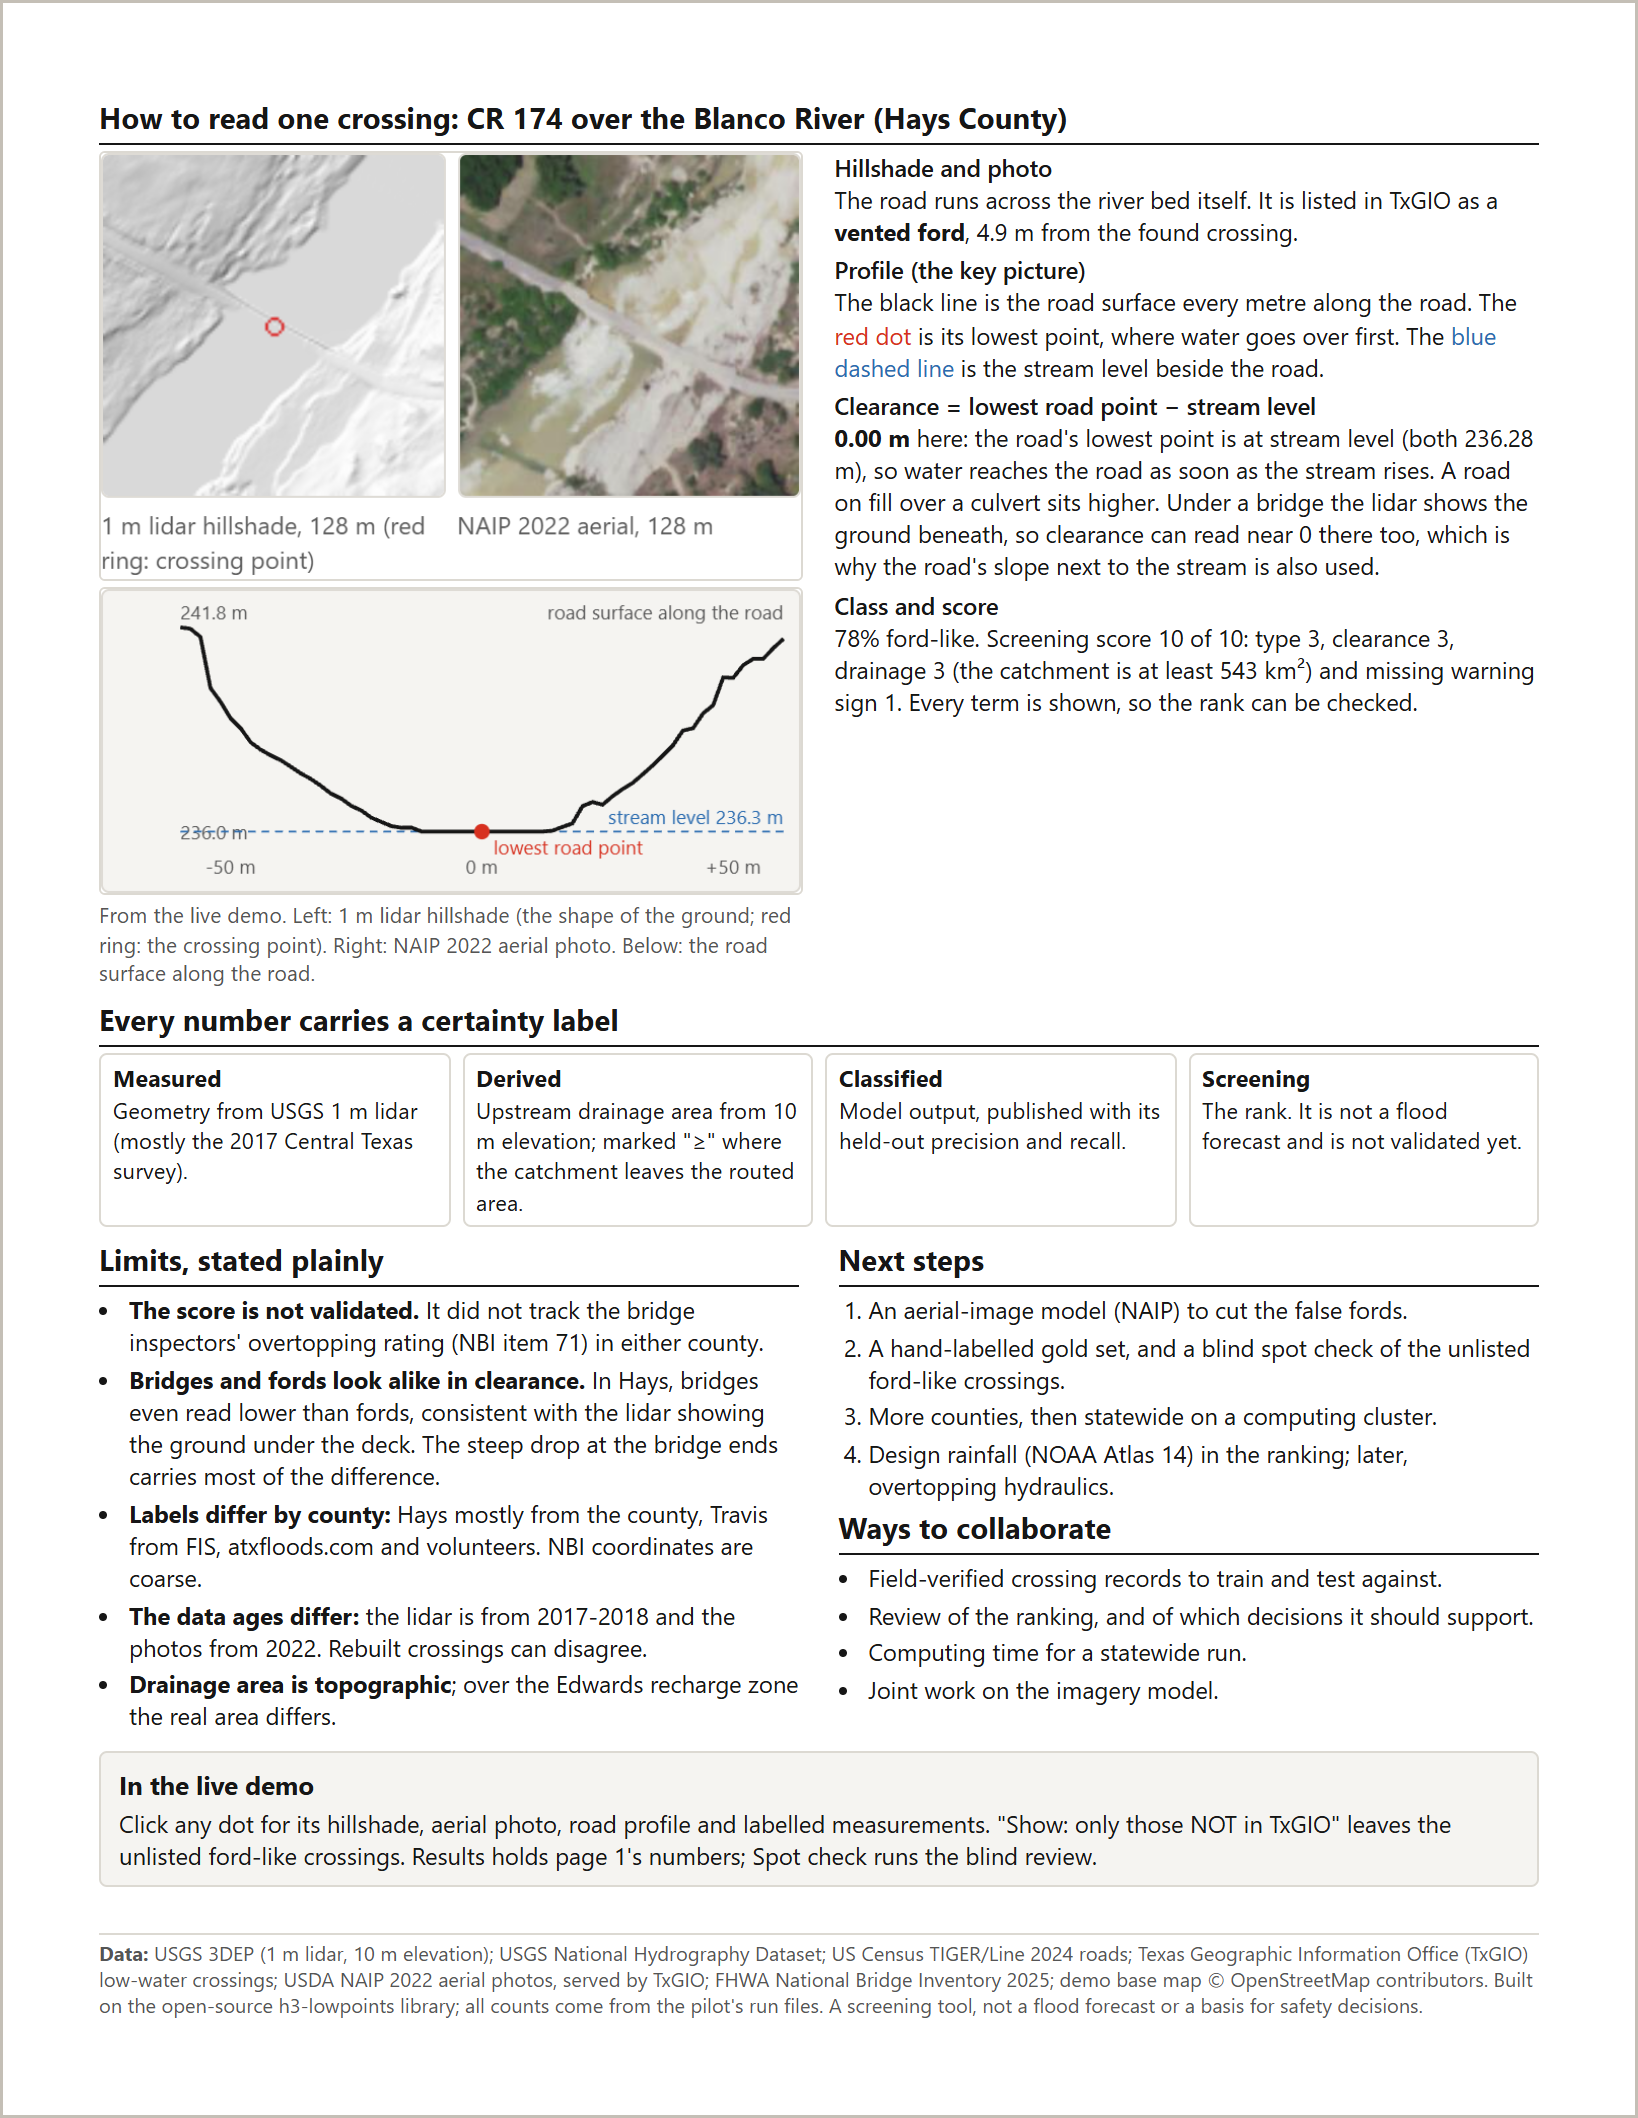 How to read one crossing: CR 174 over the Blanco River (Hays County)
1 m lidar hillshade, 128 m (red
ring: crossing point)
NAIP 2022 aerial, 128 m
241.8 m
road surface along the road
stream level 236.3 m
236.0 m
lowest road point
-50 m
0 m
+50 m
From the live demo. Left: 1 m lidar hillshade (the shape of the ground; red
ring: the crossing point). Right: NAIP 2022 aerial photo. Below: the road
surface along the road.
Hillshade and photo
The road runs across the river bed itself. It is listed in TxGIO as a
vented ford, 4.9 m from the found crossing.
Profile (the key picture)
The black line is the road surface every metre along the road. The
red dot is its lowest point, where water goes over first. The blue
dashed line is the stream level beside the road.
Clearance = lowest road point − stream level
0.00 m here: the road's lowest point is at stream level (both 236.28
m), so water reaches the road as soon as the stream rises. A road
on fill over a culvert sits higher. Under a bridge the lidar shows the
ground beneath, so clearance can read near 0 there too, which is
why the road's slope next to the stream is also used.
Class and score
78% ford-like. Screening score 10 of 10: type 3, clearance 3,
drainage 3 (the catchment is at least 543 km²) and missing warning
sign 1. Every term is shown, so the rank can be checked.
Every number carries a certainty label
Measured
Geometry from USGS 1 m lidar
(mostly the 2017 Central Texas
survey).
Derived
Upstream drainage area from 10
m elevation; marked "≥" where
the catchment leaves the routed
area.
Classified
Model output, published with its
held-out precision and recall.
Screening
The rank. It is not a flood
forecast and is not validated yet.
Limits, stated plainly
• The score is not validated. It did not track the bridge
inspectors' overtopping rating (NBI item 71) in either county.
• Bridges and fords look alike in clearance. In Hays, bridges
even read lower than fords, consistent with the lidar showing
the ground under the deck. The steep drop at the bridge ends
carries most of the difference.
• Labels differ by county: Hays mostly from the county, Travis
from FIS, atxfloods.com and volunteers. NBI coordinates are
coarse.
• The data ages differ: the lidar is from 2017-2018 and the
photos from 2022. Rebuilt crossings can disagree.
• Drainage area is topographic; over the Edwards recharge zone
the real area differs.
Next steps
1. An aerial-image model (NAIP) to cut the false fords.
2. A hand-labelled gold set, and a blind spot check of the unlisted
ford-like crossings.
3. More counties, then statewide on a computing cluster.
4. Design rainfall (NOAA Atlas 14) in the ranking; later,
overtopping hydraulics.
Ways to collaborate
• Field-verified crossing records to train and test against.
• Review of the ranking, and of which decisions it should support.
• Computing time for a statewide run.
• Joint work on the imagery model.
In the live demo
Click any dot for its hillshade, aerial photo, road profile and labelled measurements. "Show: only those NOT in TxGIO" leaves the
unlisted ford-like crossings. Results holds page 1's numbers; Spot check runs the blind review.
Data: USGS 3DEP (1 m lidar, 10 m elevation); USGS National Hydrography Dataset; US Census TIGER/Line 2024 roads; Texas Geographic Information Office (TxGIO)
low-water crossings; USDA NAIP 2022 aerial photos, served by TxGIO; FHWA National Bridge Inventory 2025; demo base map © OpenStreetMap contributors. Built
on the open-source h3-lowpoints library; all counts come from the pilot's run files. A screening tool, not a flood forecast or a basis for safety decisions.